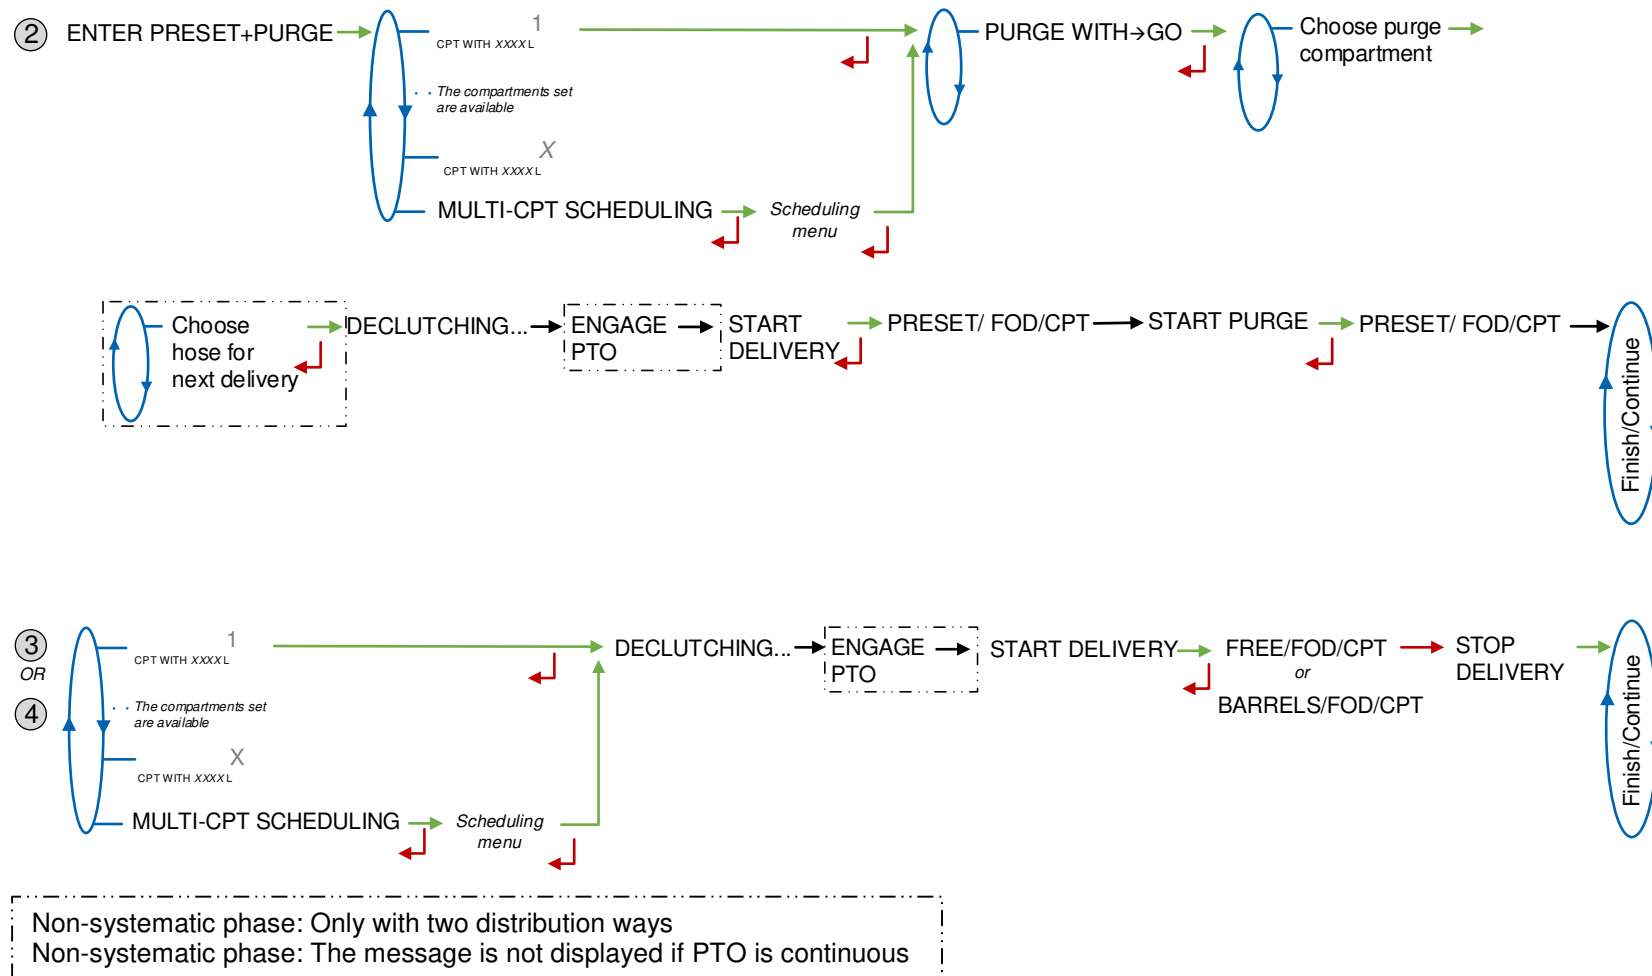 2 ENTER PRESET+PURGE
1
CPT WITH XXXX L
The compartments set
are available
X
CPT WITH XXXX L
MULTI-CPT SCHEDULING
Scheduling
menu
PURGE WITH→GO
Choose purge
compartment
Choose
hose for
next delivery
DECLUTCHING...
ENGAGE
PTO
START
DELIVERY
PRESET/ FOD/CPT
START PURGE
PRESET/ FOD/CPT
Finish/Continue
3
OR
4
1
CPT WITH XXXX L
The compartments set
are available
X
CPT WITH XXXX L
MULTI-CPT SCHEDULING
Scheduling
menu
DECLUTCHING...
ENGAGE
PTO
START DELIVERY
FREE/FOD/CPT
or
BARRELS/FOD/CPT
STOP
DELIVERY
Finish/Continue
Non-systematic phase: Only with two distribution ways
Non-systematic phase: The message is not displayed if PTO is continuous